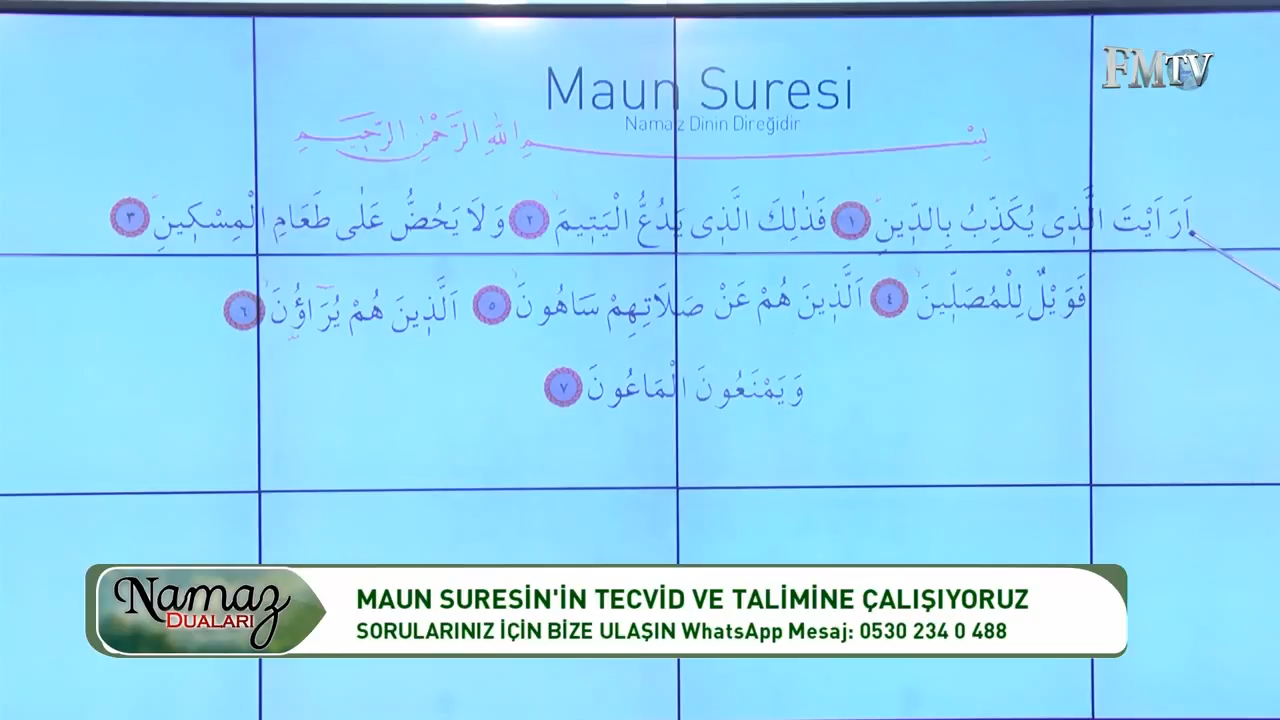 FMTV
Maun Suresi
Namaz Dinin Direğidir
بِسْمِ اللّٰهِ الرَّحْمٰنِ الرَّحٖيمِ
اَرَاَيْتَ الَّذٖى يُكَذِّبُ بِالدّٖينِ ١ فَذٰلِكَ الَّذٖى يَدُعُّ الْيَتٖيمَ ٢ وَلَا يَحُضُّ عَلٰى طَعَامِ الْمِسْكٖينِ ٣
فَوَيْلٌ لِلْمُصَلّٖينَ ٤ اَلَّذٖينَ هُمْ عَنْ صَلَاتِهِمْ سَاهُونَ ٥ اَلَّذٖينَ هُمْ يُرَاؤُنَ ٦
وَيَمْنَعُونَ الْمَاعُونَ ٧
Namaz
DUALARI
MAUN SURESİN'İN TECVİD VE TALİMİNE ÇALIŞIYORUZ
SORULARINIZ İÇİN BİZE ULAŞIN WhatsApp Mesaj: 0530 234 0 488